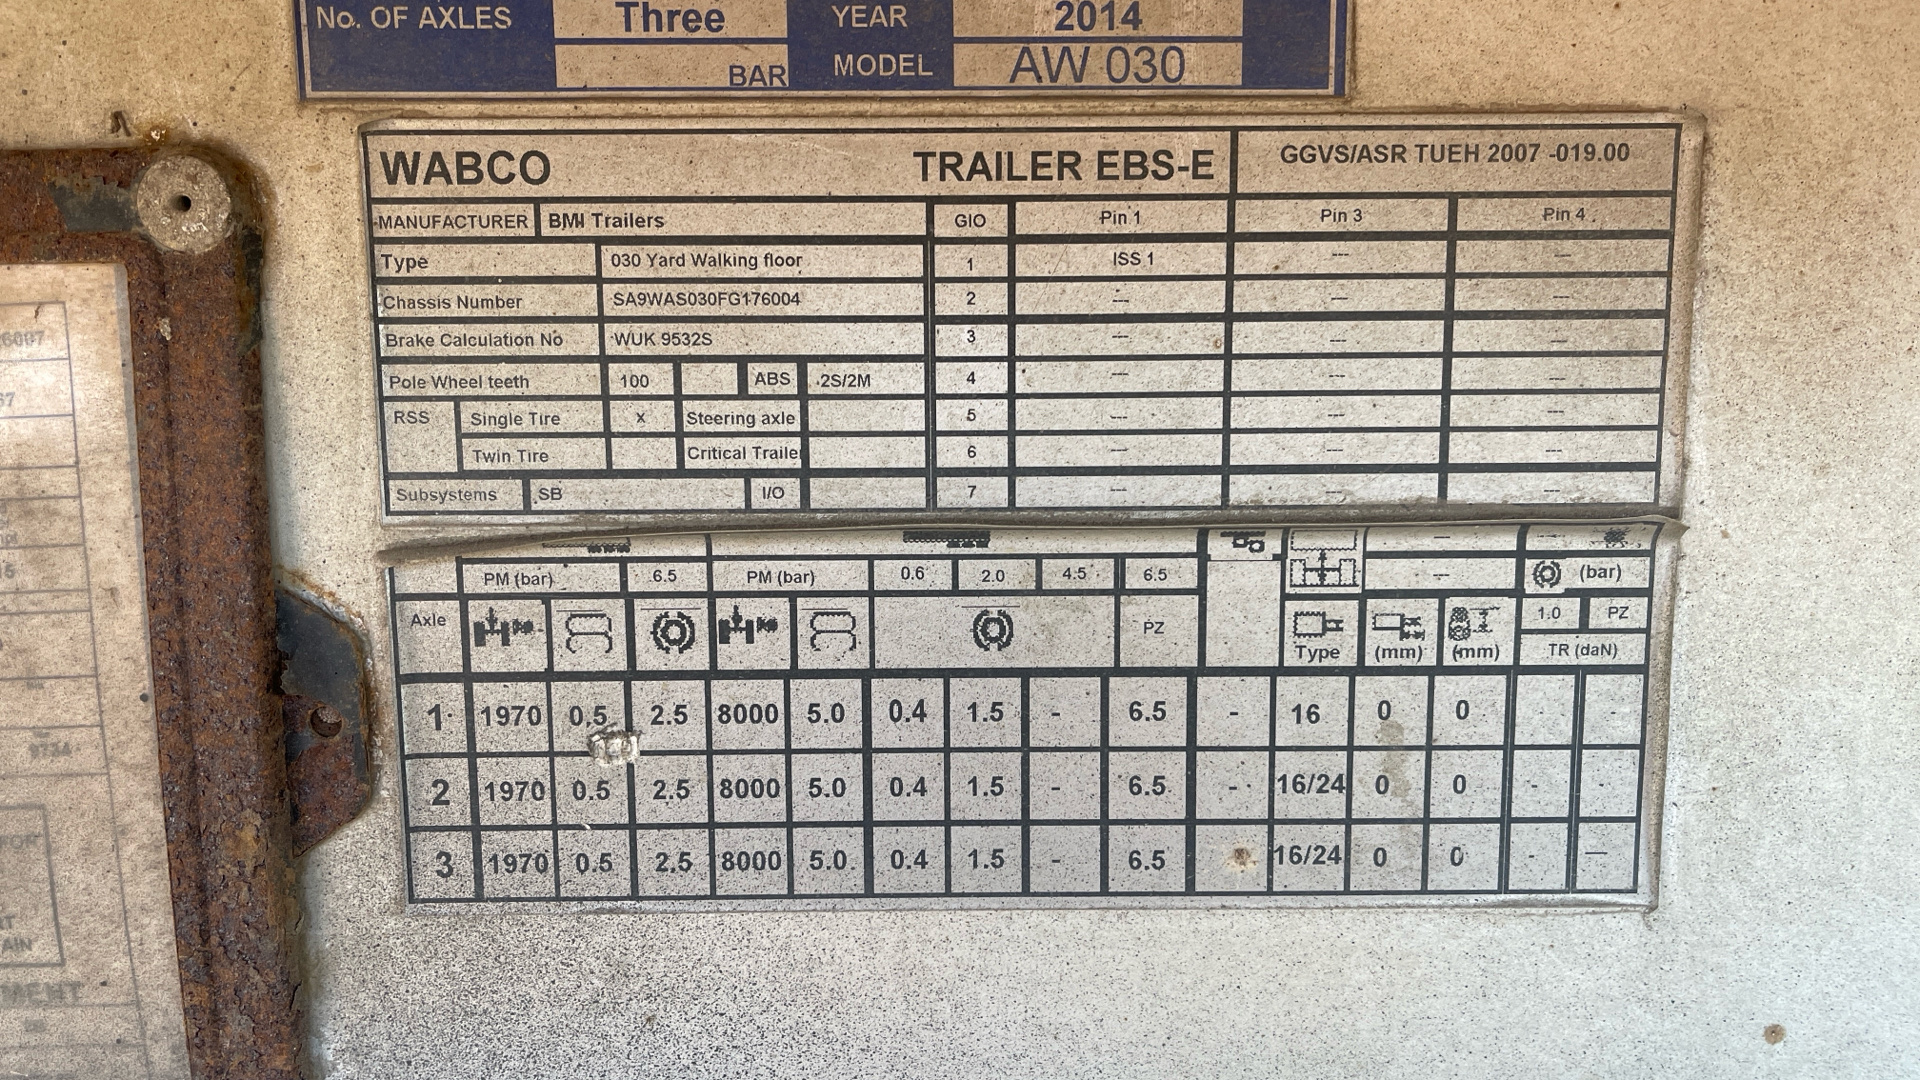 No. OF AXLES Three YEAR 2014
BAR MODEL AW 030
WABCO TRAILER EBS-E GGVS/ASR TUEH 2007 -019.00
MANUFACTURER BMI Trailers GIO Pin 1 Pin 3 Pin 4
Type 030 Yard Walking floor 1 ISS 1 --- ---
Chassis Number SA9WAS030FG176004 2 --- --- ---
Brake Calculation No WUK 9532S 3 --- --- ---
Pole Wheel teeth 100 ABS 2S/2M 4 --- --- ---
RSS Single Tire x Steering axle 5 --- --- ---
Twin Tire Critical Trailer 6 --- --- ---
Subsystems SB I/O 7 --- --- ---
PM (bar) 6.5 PM (bar) 0.6 2.0 4.5 6.5 --- (bar)
Axle PZ 1.0 PZ
Type (mm) (mm) TR (daN)
1 1970 0.5 2.5 8000 5.0 0.4 1.5 - 6.5 - 16 0 0 - -
2 1970 0.5 2.5 8000 5.0 0.4 1.5 - 6.5 - 16/24 0 0 - -
3 1970 0.5 2.5 8000 5.0 0.4 1.5 - 6.5 16/24 0 0 - —
9734